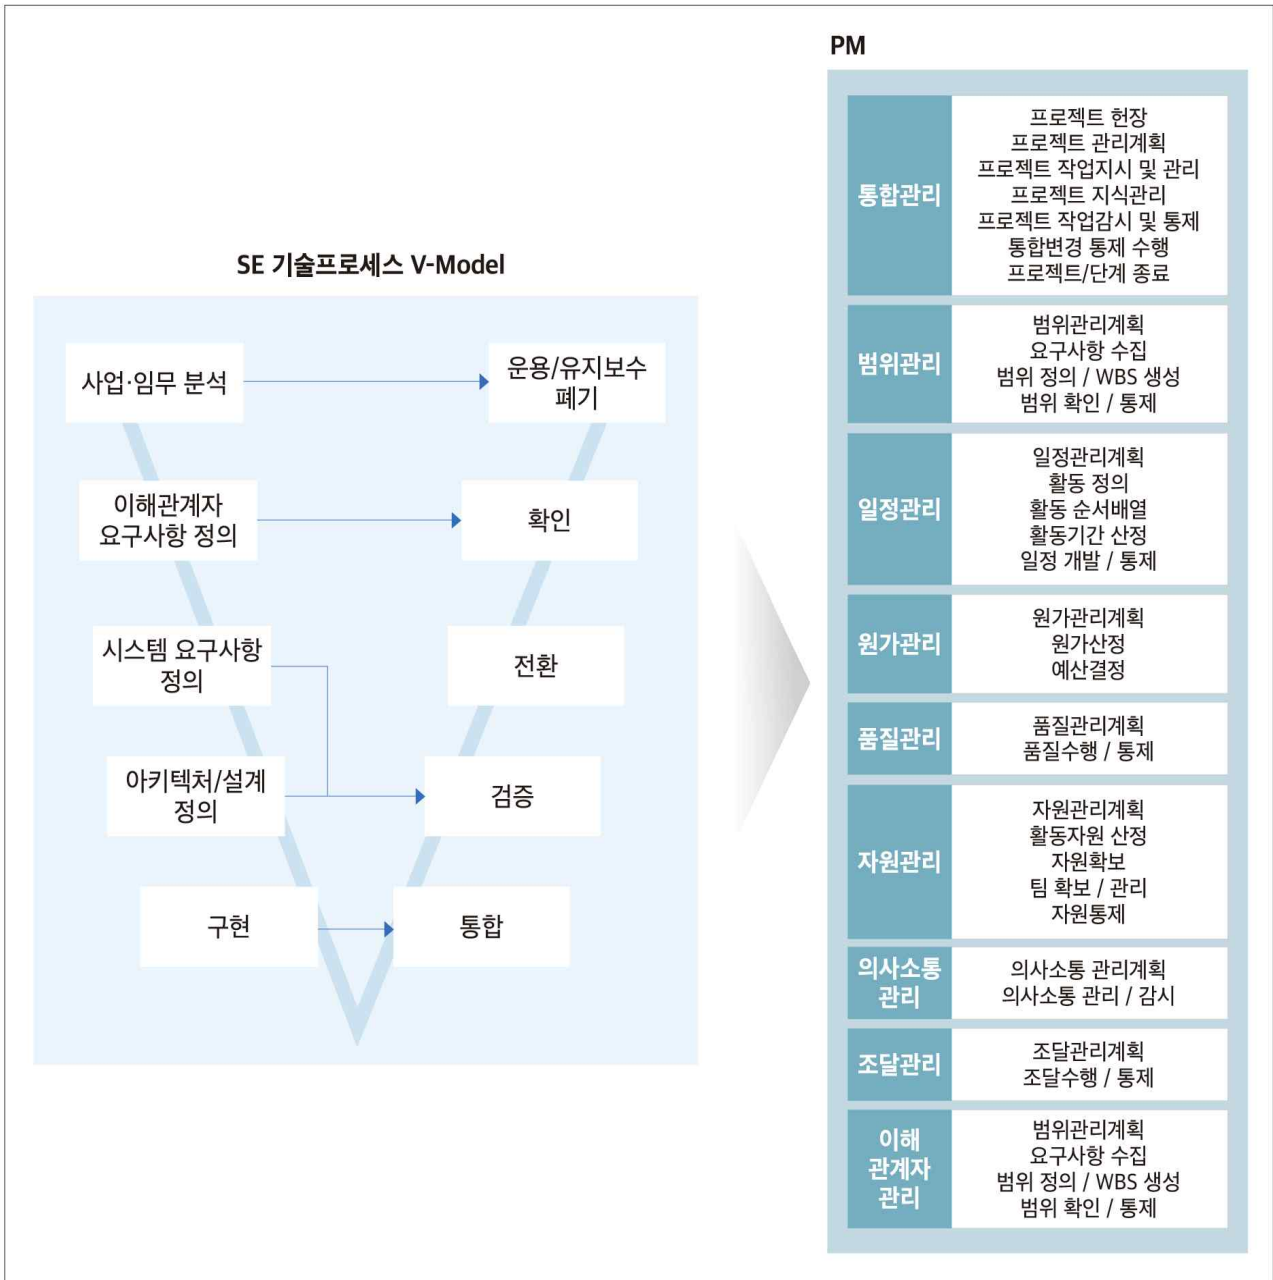 SE 기술프로세스 V-Model
사업·임무 분석
운용/유지보수
폐기
이해관계자
요구사항 정의
확인
시스템 요구사항
정의
전환
아키텍처/설계
정의
검증
구현
통합
PM
통합관리
프로젝트 헌장
프로젝트 관리계획
프로젝트 작업지시 및 관리
프로젝트 지식관리
프로젝트 작업감시 및 통제
통합변경 통제 수행
프로젝트/단계 종료
범위관리
범위관리계획
요구사항 수집
범위 정의 / WBS 생성
범위 확인 / 통제
일정관리
일정관리계획
활동 정의
활동 순서배열
활동기간 산정
일정 개발 / 통제
원가관리
원가관리계획
원가산정
예산결정
품질관리
품질관리계획
품질수행 / 통제
자원관리
자원관리계획
활동자원 산정
자원확보
팀 확보 / 관리
자원통제
의사소통
관리
의사소통 관리계획
의사소통 관리 / 감시
조달관리
조달관리계획
조달수행 / 통제
이해
관계자
관리
범위관리계획
요구사항 수집
범위 정의 / WBS 생성
범위 확인 / 통제